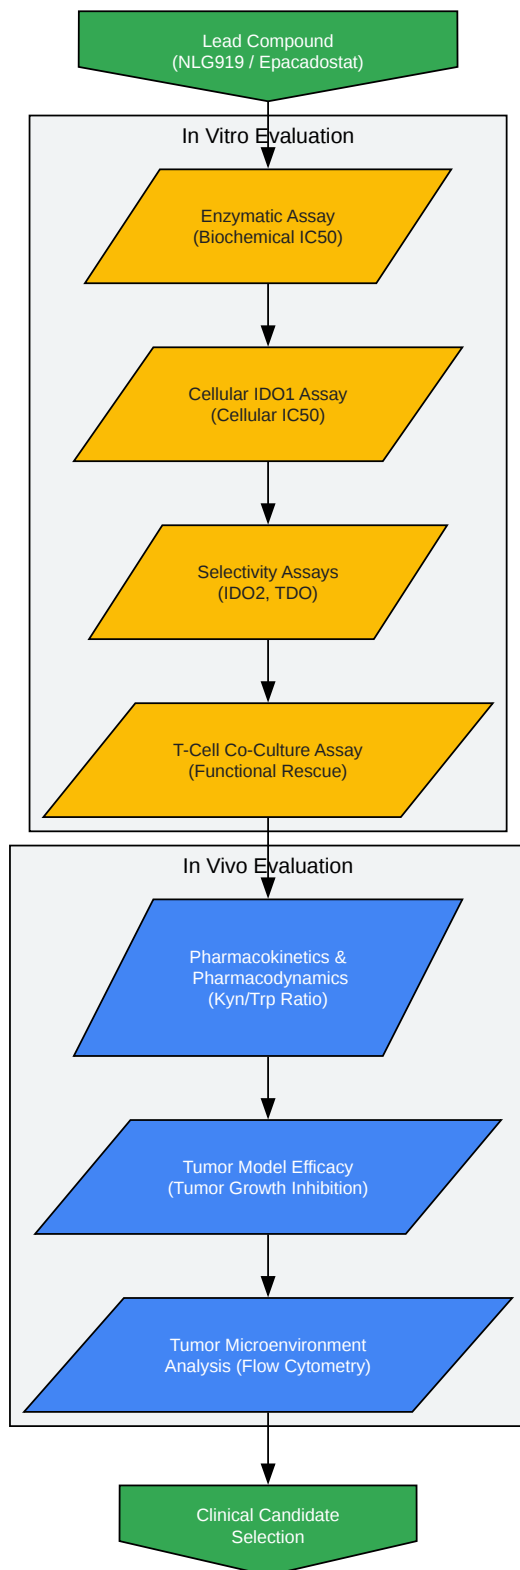 Lead Compound
(NLG919 / Epacadostat)
In Vitro Evaluation
Enzymatic Assay
(Biochemical IC50)
Cellular IDO1 Assay
(Cellular IC50)
Selectivity Assays
(IDO2, TDO)
T-Cell Co-Culture Assay
(Functional Rescue)
In Vivo Evaluation
Pharmacokinetics &
Pharmacodynamics
(Kyn/Trp Ratio)
Tumor Model Efficacy
(Tumor Growth Inhibition)
Tumor Microenvironment
Analysis (Flow Cytometry)
Clinical Candidate
Selection